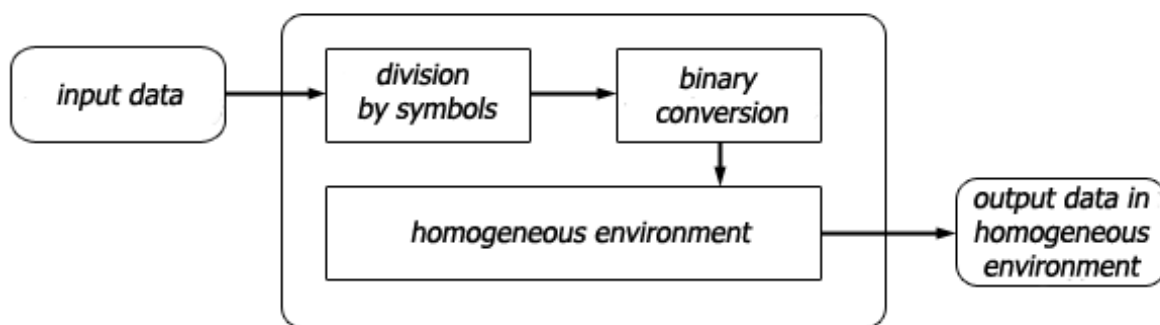 input data
division
by symbols
binary
conversion
homogeneous environment
output data in
homogeneous
environment